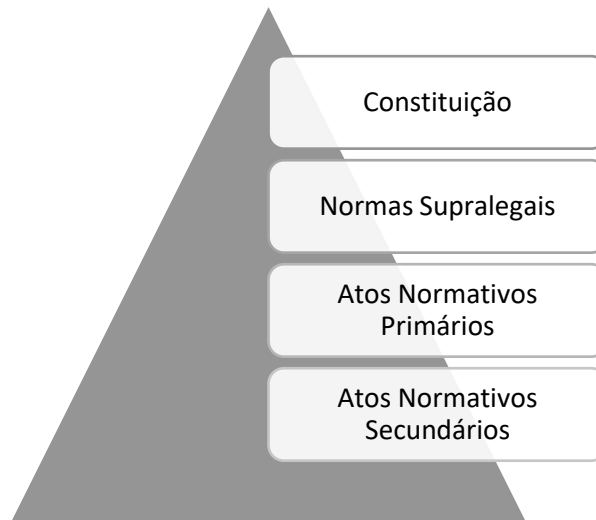 Constituição
Normas Supralegais
Atos Normativos
Primários
Atos Normativos
Secundários